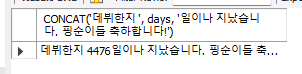 CONCAT('데뷔한지 ', days, '일이나 지났습니
다. 핑순이들 축하합니다!')
데뷔한지 4476일이나 지났습니다. 핑순이들 축...